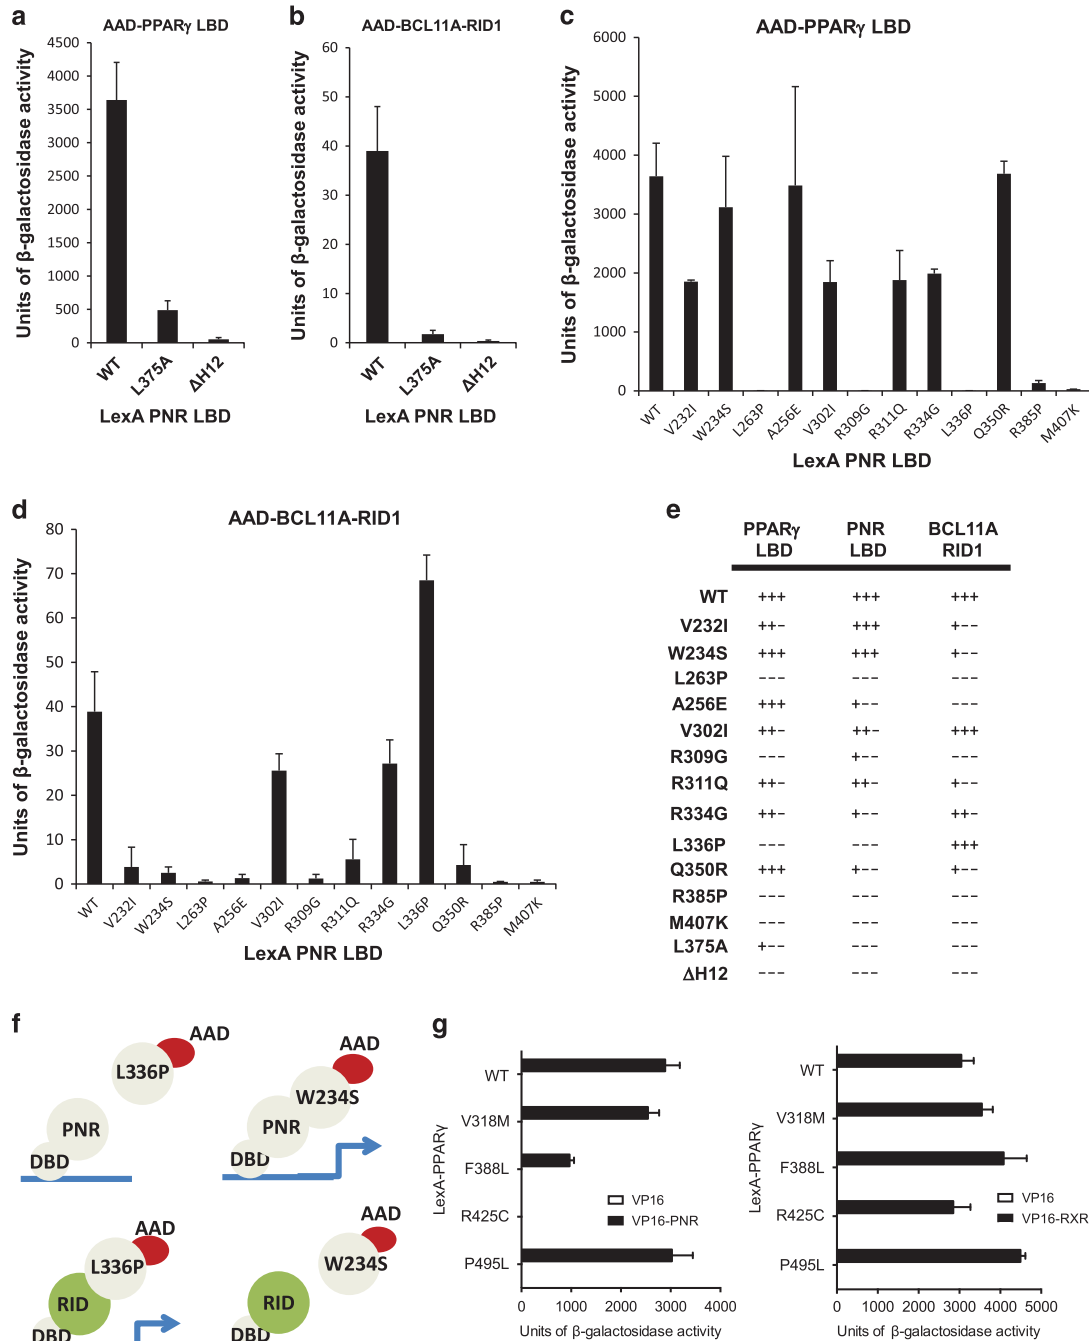 a
AAD-PPARγ LBD
Units of β-galactosidase activity
4500
4000
3500
3000
2500
2000
1500
1000
500
0
WT
L375A
ΔH12
LexA PNR LBD
b
AAD-BCL11A-RID1
Units of β-galactosidase activity
60
50
40
30
20
10
0
WT
L375A
ΔH12
LexA PNR LBD
c
AAD-PPARγ LBD
Units of β-galactosidase activity
6000
5000
4000
3000
2000
1000
0
WT
V232I
W234S
L263P
A256E
V302I
R309G
R311Q
R334G
L336P
Q350R
R385P
M407K
LexA PNR LBD
d
AAD-BCL11A-RID1
Units of β-galactosidase activity
80
70
60
50
40
30
20
10
0
WT
V232I
W234S
L263P
A256E
V302I
R309G
R311Q
R334G
L336P
Q350R
R385P
M407K
LexA PNR LBD
e
PPARγ PNR BCL11A
LBD LBD RID1
WT +++ +++ +++
V232I ++− +++ +−−
W234S +++ +++ +−−
L263P −−− −−− −−−
A256E +++ +−− −−−
V302I ++− ++− +++
R309G −−− +−− −−−
R311Q ++− ++− +−−
R334G ++− +−− ++−
L336P −−− −−− +++
Q350R +++ +−− +−−
R385P −−− −−− −−−
M407K −−− −−− −−−
L375A +−− −−− −−−
ΔH12 −−− −−− −−−
f
AAD
L336P
PNR
DBD
AAD
W234S
PNR
DBD
AAD
L336P
RID
DBD
AAD
W234S
RID
DBD
g
LexA-PPARγ
WT
V318M
F388L
R425C
P495L
VP16
VP16-PNR
0 1000 2000 3000 4000
Units of β-galactosidase activity
LexA-PPARγ
WT
V318M
F388L
R425C
P495L
VP16
VP16-RXR
0 1000 2000 3000 4000 5000
Units of β-galactosidase activity